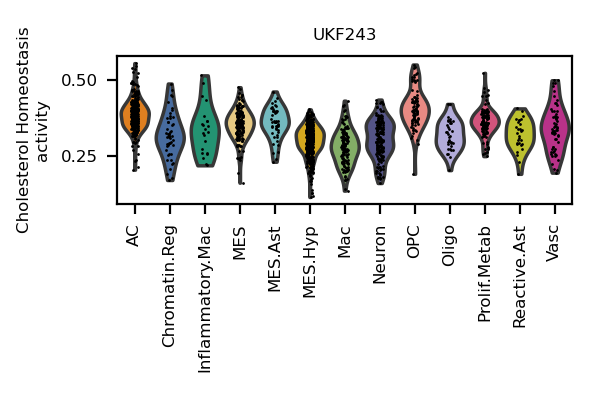 UKF243
Cholesterol Homeostasis
activity
0.50
0.25
AC
Chromatin.Reg
Inflammatory.Mac
MES
MES.Ast
MES.Hyp
Mac
Neuron
OPC
Oligo
Prolif.Metab
Reactive.Ast
Vasc